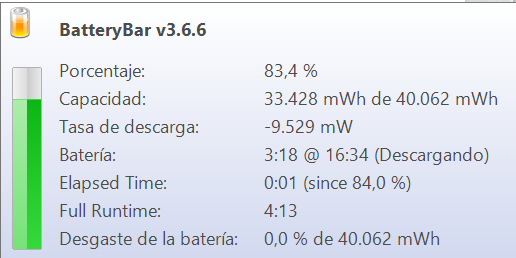 BatteryBar v3.6.6
Porcentaje: 83,4 %
Capacidad: 33.428 mWh de 40.062 mWh
Tasa de descarga: -9.529 mW
Batería: 3:18 @ 16:34 (Descargando)
Elapsed Time: 0:01 (since 84,0 %)
Full Runtime: 4:13
Desgaste de la batería: 0,0 % de 40.062 mWh